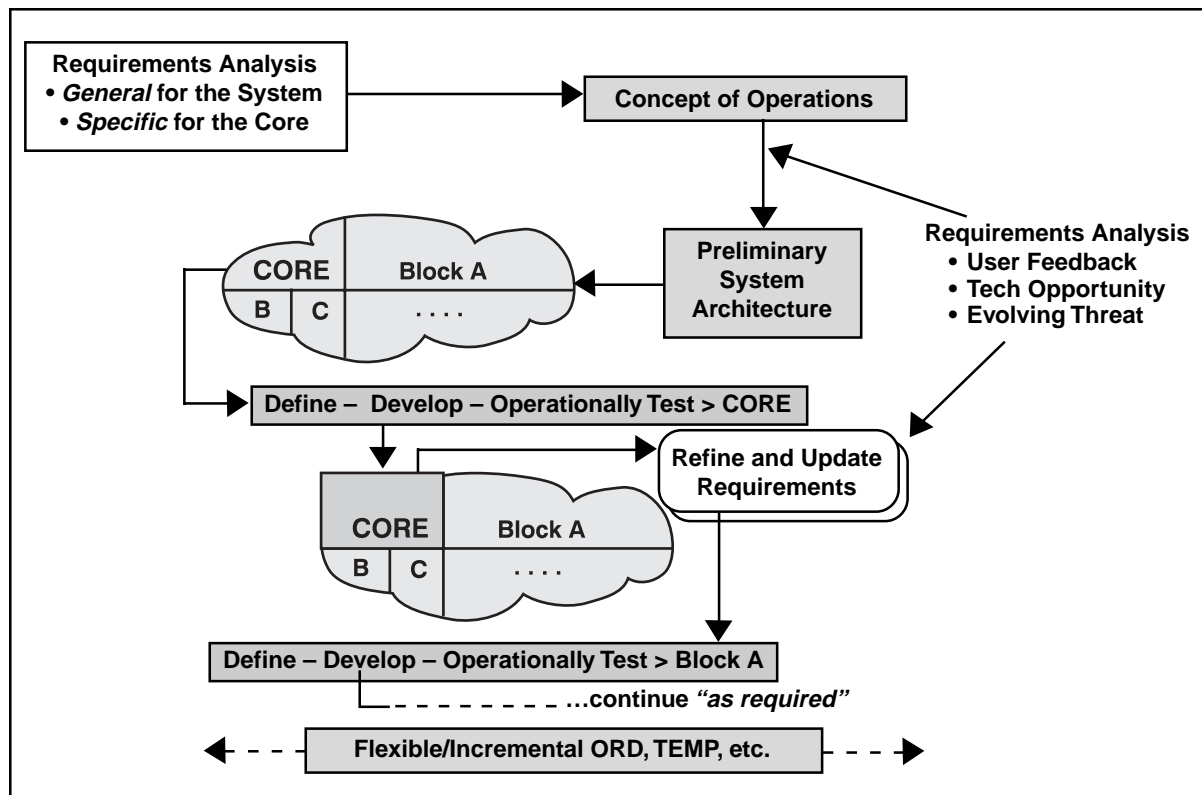 Requirements Analysis
• General for the System
• Specific for the Core
Concept of Operations
Preliminary
System
Architecture
Requirements Analysis
• User Feedback
• Tech Opportunity
• Evolving Threat
CORE
Block A
B
C
. . . .
Define – Develop – Operationally Test > CORE
Refine and Update
Requirements
CORE
Block A
B
C
. . . .
Define – Develop – Operationally Test > Block A
…continue “as required”
Flexible/Incremental ORD, TEMP, etc.